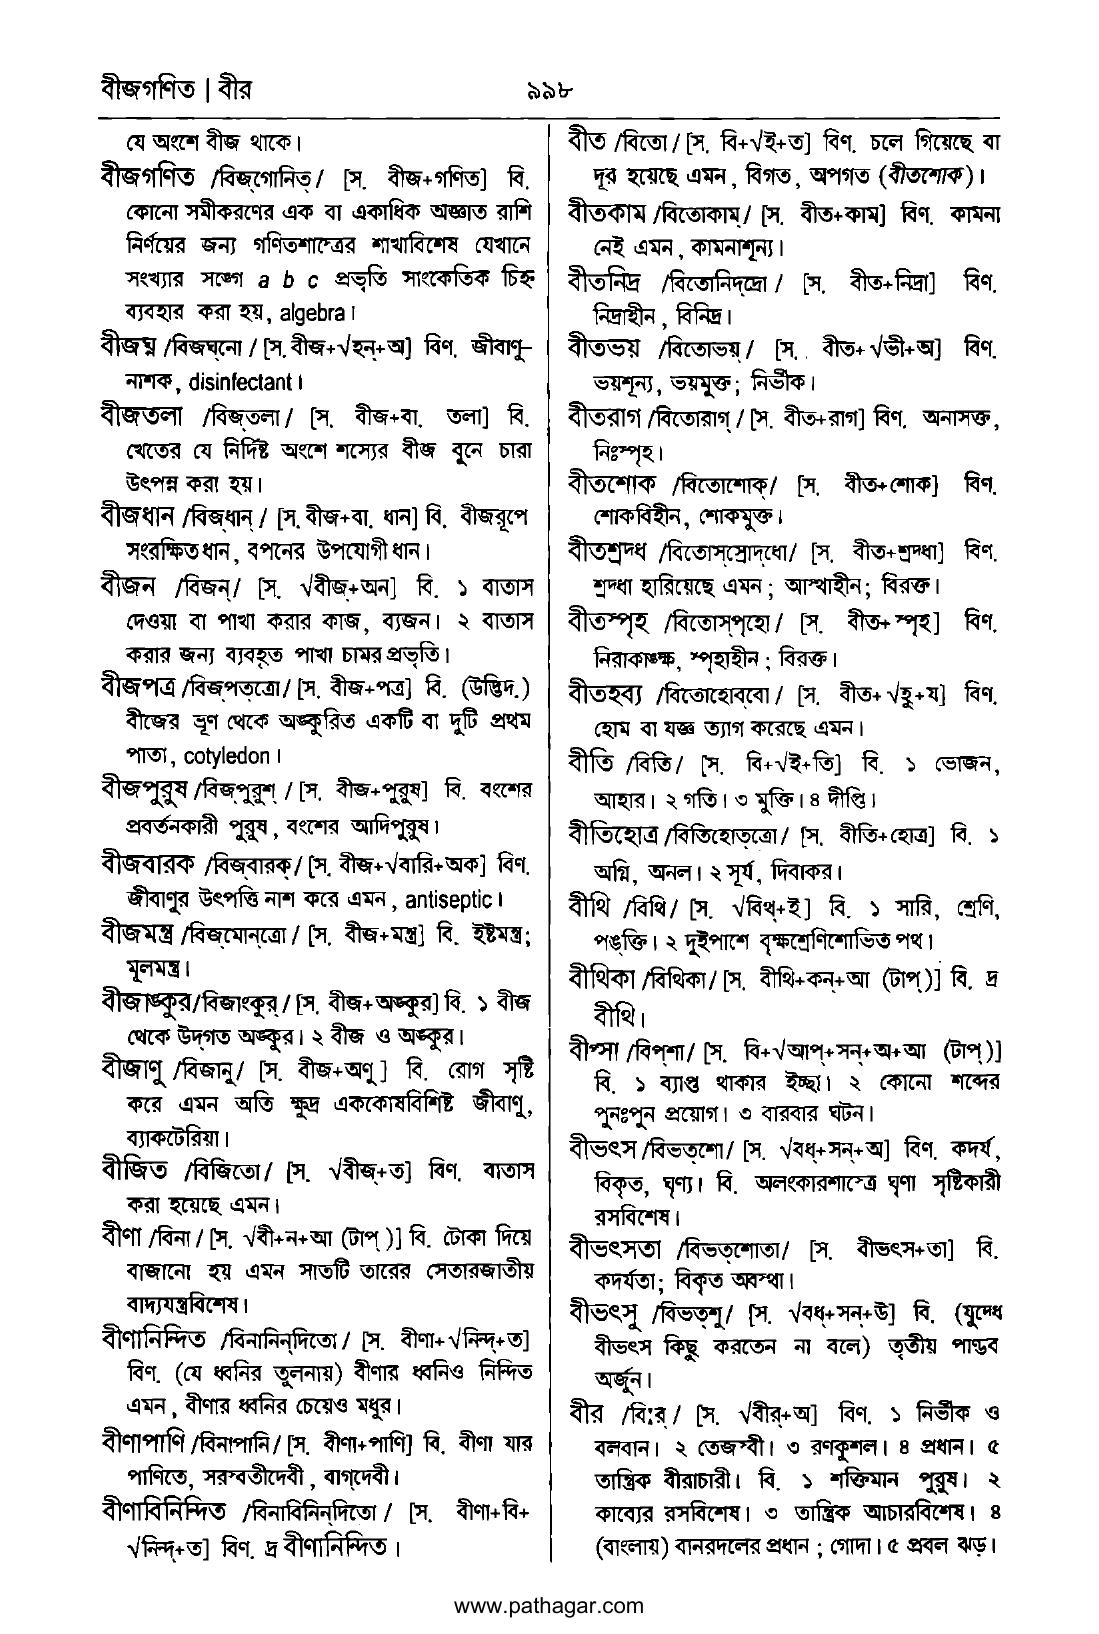 বীজগণিত | বীর
৯৯৮
যে অংশে বীজ থাকে।
বীজগণিত /বিজ্‌গোনিত্/ [স. বীজ+গণিত] বি.
কোনো সমীকরণের এক বা একাধিক অজ্ঞাত রাশি
নির্ণয়ের জন্য গণিতশাস্ত্রের শাখাবিশেষ যেখানে
সংখ্যার সঙ্গে a b c প্রভৃতি সাংকেতিক চিহ্ন
ব্যবহার করা হয়, algebra।
বীজঘ্ন /বিজঘ্‌নো/ [স. বীজ+√হন্+অ] বিণ. জীবাণু–
নাশক, disinfectant।
বীজতলা /বিজ্‌তলা/ [স. বীজ+বা. তলা] বি.
খেতের যে নির্দিষ্ট অংশে শস্যের বীজ বুনে চারা
উৎপন্ন করা হয়।
বীজধান /বিজ্‌ধান্/ [স. বীজ+বা. ধান] বি. বীজরূপে
সংরক্ষিত ধান, বপনের উপযোগী ধান।
বীজন /বিজন্/ [স. √বীজ্+অন] বি. ১ বাতাস
দেওয়া বা পাখা করার কাজ, ব্যজন। ২ বাতাস
করার জন্য ব্যবহৃত পাখা চামর প্রভৃতি।
বীজপত্র /বিজ্‌পত্‌ত্রো/ [স. বীজ+পত্র] বি. (উদ্ভিদ.)
বীজের ভ্রূণ থেকে অঙ্কুরিত একটি বা দুটি প্রথম
পাতা, cotyledon।
বীজপুরুষ /বিজ্‌পুরুশ্/ [স. বীজ+পুরুষ] বি. বংশের
প্রবর্তনকারী পুরুষ, বংশের আদিপুরুষ।
বীজবারক /বিজ্‌বারক্/ [স. বীজ+√বারি+অক] বিণ.
জীবাণুর উৎপত্তি নাশ করে এমন, antiseptic।
বীজমন্ত্র /বিজ্‌মোন্‌ত্রো/ [স. বীজ+মন্ত্র] বি. ইষ্টমন্ত্র;
মূলমন্ত্র।
বীজাঙ্কুর/বিজাংকুর্/ [স. বীজ+অঙ্কুর] বি. ১ বীজ
থেকে উদ্‌গত অঙ্কুর। ২ বীজ ও অঙ্কুর।
বীজাণু /বিজানু/ [স. বীজ+অণু] বি. রোগ সৃষ্টি
করে এমন অতি ক্ষুদ্র এককোষবিশিষ্ট জীবাণু,
ব্যাকটেরিয়া।
বীজিত /বিজিতো/ [স. √বীজ্+ত] বিণ. বাতাস
করা হয়েছে এমন।
বীণা /বিনা/ [স. √বী+ন+আ (টাপ্)] বি. টোকা দিয়ে
বাজানো হয় এমন সাতটি তারের সেতারজাতীয়
বাদ্যযন্ত্রবিশেষ।
বীণানিন্দিত /বিনানিন্‌দিতো/ [স. বীণা+√নিন্দ্+ত]
বিণ. (যে ধ্বনির তুলনায়) বীণার ধ্বনিও নিন্দিত
এমন, বীণার ধ্বনির চেয়েও মধুর।
বীণাপাণি /বিনাপানি/ [স. বীণা+পাণি] বি. বীণা যার
পাণিতে, সরস্বতীদেবী, বাগ্‌দেবী।
বীণাবিনিন্দিত /বিনাবিনিন্‌দিতো/ [স. বীণা+বি+
√নিন্দ্+ত] বিণ. দ্র বীণানিন্দিত।
বীত /বিতো/ [স. বি+√ই+ত] বিণ. চলে গিয়েছে বা
দূর হয়েছে এমন, বিগত, অপগত (বীতশোক)।
বীতকাম /বিতোকাম্/ [স. বীত+কাম] বিণ. কামনা
নেই এমন, কামনাশূন্য।
বীতনিদ্র /বিতোনিদ্‌দ্রো/ [স. বীত+নিদ্রা] বিণ.
নিদ্রাহীন, বিনিদ্র।
বীতভয় /বিতোভয়্/ [স. বীত+√ভী+অ] বিণ.
ভয়শূন্য, ভয়মুক্ত; নির্ভীক।
বীতরাগ /বিতোরাগ্/ [স. বীত+রাগ] বিণ. অনাসক্ত,
নিঃস্পৃহ।
বীতশোক /বিতোশোক্/ [স. বীত+শোক] বিণ.
শোকবিহীন, শোকমুক্ত।
বীতশ্রদ্ধ /বিতোস্‌স্রোদ্‌ধো/ [স. বীত+শ্রদ্ধা] বিণ.
শ্রদ্ধা হারিয়েছে এমন; আস্থাহীন; বিরক্ত।
বীতস্পৃহ /বিতোস্‌পৃহো/ [স. বীত+স্পৃহ] বিণ.
নিরাকাঙ্ক্ষ, স্পৃহাহীন; বিরক্ত।
বীতহব্য /বিতোহোব্‌বো/ [স. বীত+√হূ+য] বিণ.
হোম বা যজ্ঞ ত্যাগ করেছে এমন।
বীতি /বিতি/ [স. বি+√ই+তি] বি. ১ ভোজন,
আহার। ২ গতি। ৩ মুক্তি। ৪ দীপ্তি।
বীতিহোত্র /বিতিহোত্‌ত্রো/ [স. বীতি+হোত্র] বি. ১
অগ্নি, অনল। ২ সূর্য, দিবাকর।
বীথি /বিথি/ [স. √বিথ্+ই] বি. ১ সারি, শ্রেণি,
পঙ্‌ক্তি। ২ দুইপাশে বৃক্ষশ্রেণিশোভিত পথ।
বীথিকা /বিথিকা/ [স. বীথি+কন্+আ (টাপ্)] বি. দ্র
বীথি।
বীপ্সা /বিপ্‌শা/ [স. বি+√আপ্+সন্+অ+আ (টাপ্)]
বি. ১ ব্যাপ্ত থাকার ইচ্ছা। ২ কোনো শব্দের
পুনঃপুন প্রয়োগ। ৩ বারবার ঘটন।
বীভৎস /বিভত্‌শো/ [স. √বধ্+সন্+অ] বিণ. কদর্য,
বিকৃত, ঘৃণ্য। বি. অলংকারশাস্ত্রে ঘৃণা সৃষ্টিকারী
রসবিশেষ।
বীভৎসতা /বিভত্‌শোতা/ [স. বীভৎস+তা] বি.
কদর্যতা; বিকৃত অবস্থা।
বীভৎসু /বিভত্‌শু/ [স. √বধ্+সন্+উ] বি. (যুদ্ধে
বীভৎস কিছু করতেন না বলে) তৃতীয় পাণ্ডব
অর্জুন।
বীর /বি:র্/ [স. √বীর্+অ] বিণ. ১ নির্ভীক ও
বলবান। ২ তেজস্বী। ৩ রণকুশল। ৪ প্রধান। ৫
তান্ত্রিক বীরাচারী। বি. ১ শক্তিমান পুরুষ। ২
কাব্যের রসবিশেষ। ৩ তান্ত্রিক আচারবিশেষ। ৪
(বাংলায়) বানরদলের প্রধান; গোদা। ৫ প্রবল ঝড়।
www.pathagar.com